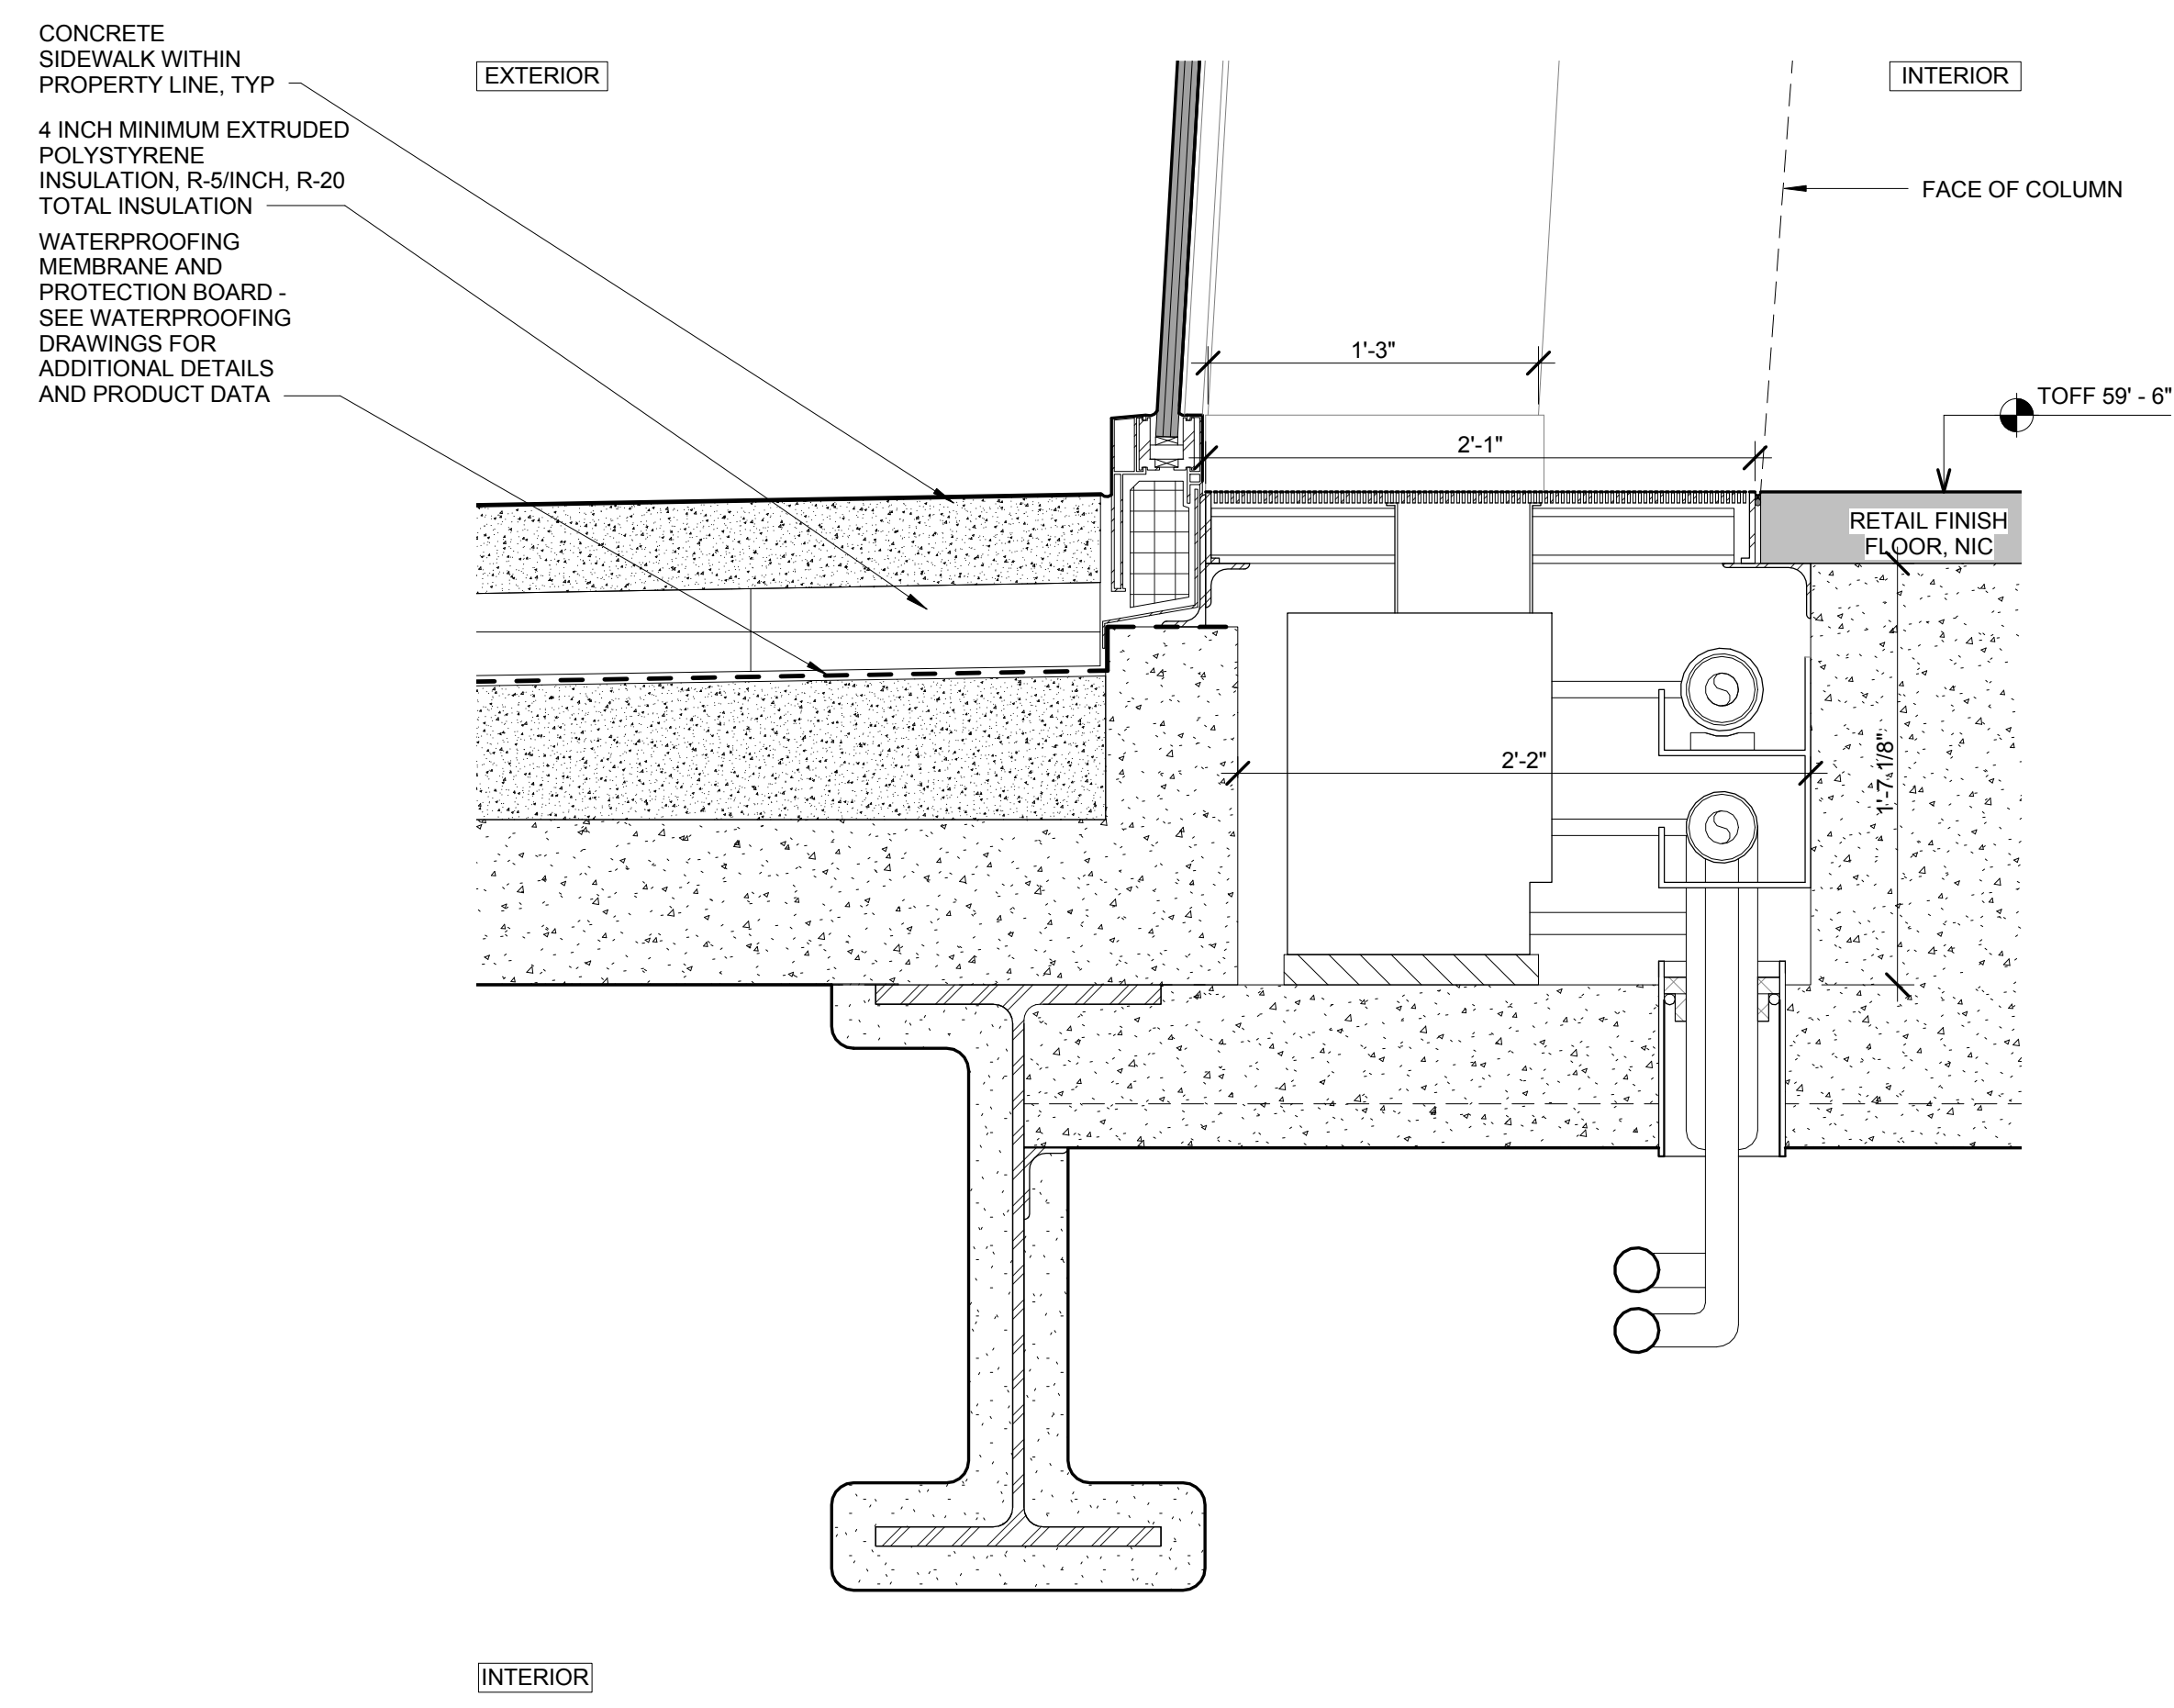 CONCRETE
SIDEWALK WITHIN
PROPERTY LINE, TYP
4 INCH MINIMUM EXTRUDED
POLYSTYRENE
INSULATION, R-5/INCH, R-20
TOTAL INSULATION
WATERPROOFING
MEMBRANE AND
PROTECTION BOARD -
SEE WATERPROOFING
DRAWINGS FOR
ADDITIONAL DETAILS
AND PRODUCT DATA
EXTERIOR
INTERIOR
FACE OF COLUMN
1'-3"
TOFF 59' - 6"
2'-1"
RETAIL FINISH
FLOOR, NIC
2'-2"
1'-7 1/8"
INTERIOR